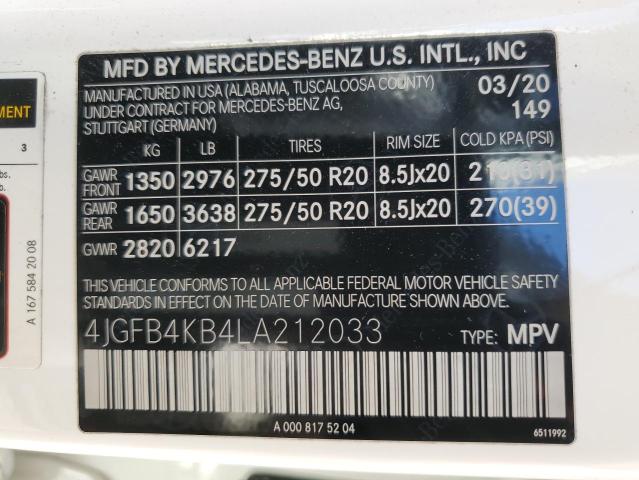 MFD BY MERCEDES-BENZ U.S. INTL., INC
MANUFACTURED IN USA (ALABAMA, TUSCALOOSA COUNTY) 03/20
UNDER CONTRACT FOR MERCEDES-BENZ AG, 149
STUTTGART (GERMANY)
KG LB TIRES RIM SIZE COLD KPA (PSI)
GAWR FRONT 1350 2976 275/50 R20 8.5Jx20
GAWR REAR 1650 3638 275/50 R20 8.5Jx20 270(39)
GVWR 2820 6217
THIS VEHICLE CONFORMS TO ALL APPLICABLE FEDERAL MOTOR VEHICLE SAFETY
STANDARDS IN EFFECT ON THE DATE OF MANUFACTURE SHOWN ABOVE.
4JGFB4KB4LA212033 TYPE: MPV
A 000 817 52 04
6511992
MENT
3
lbs.
lb.
A 167 584 20 08